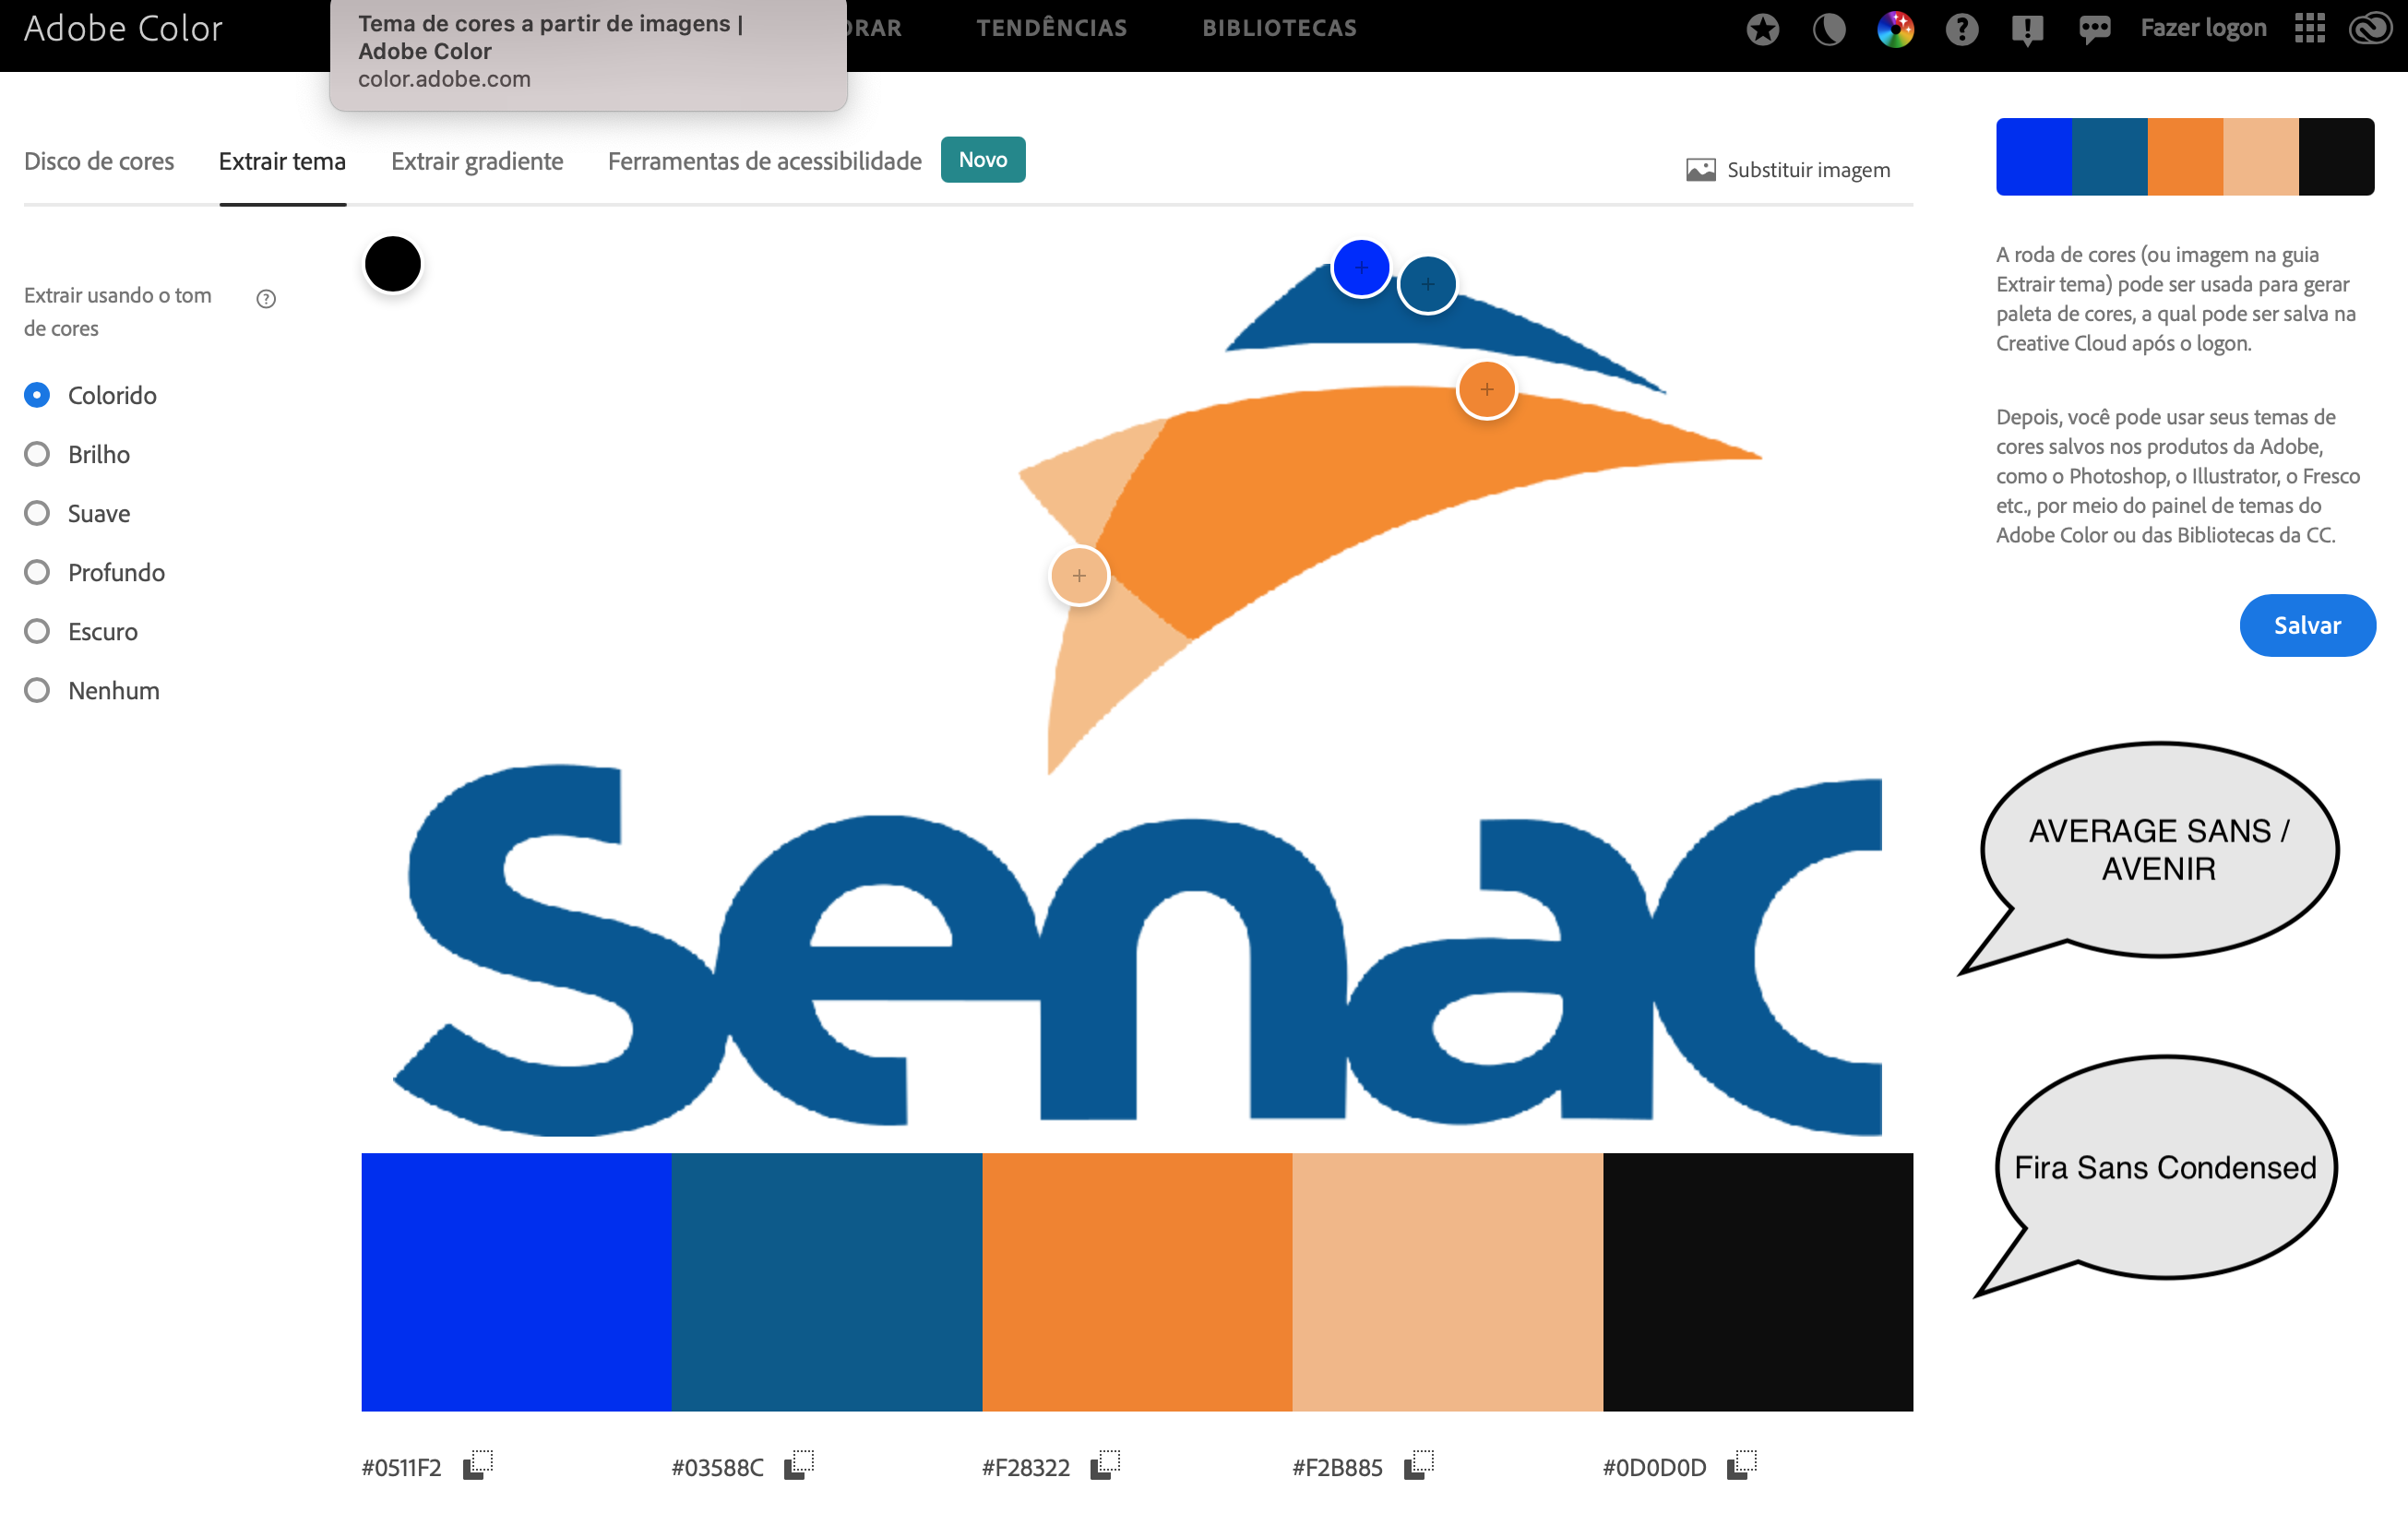 Adobe Color
Tema de cores a partir de imagens |
Adobe Color
color.adobe.com
ORAR
TENDÊNCIAS
BIBLIOTECAS
Fazer logon
Disco de cores
Extrair tema
Extrair gradiente
Ferramentas de acessibilidade
Novo
Substituir imagem
Extrair usando o tom
de cores
Colorido
Brilho
Suave
Profundo
Escuro
Nenhum
senac
A roda de cores (ou imagem na guia
Extrair tema) pode ser usada para gerar
paleta de cores, a qual pode ser salva na
Creative Cloud após o logon.
Depois, você pode usar seus temas de
cores salvos nos produtos da Adobe,
como o Photoshop, o Illustrator, o Fresco
etc., por meio do painel de temas do
Adobe Color ou das Bibliotecas da CC.
Salvar
AVERAGE SANS /
AVENIR
Fira Sans Condensed
#0511F2
#03588C
#F28322
#F2B885
#0D0D0D